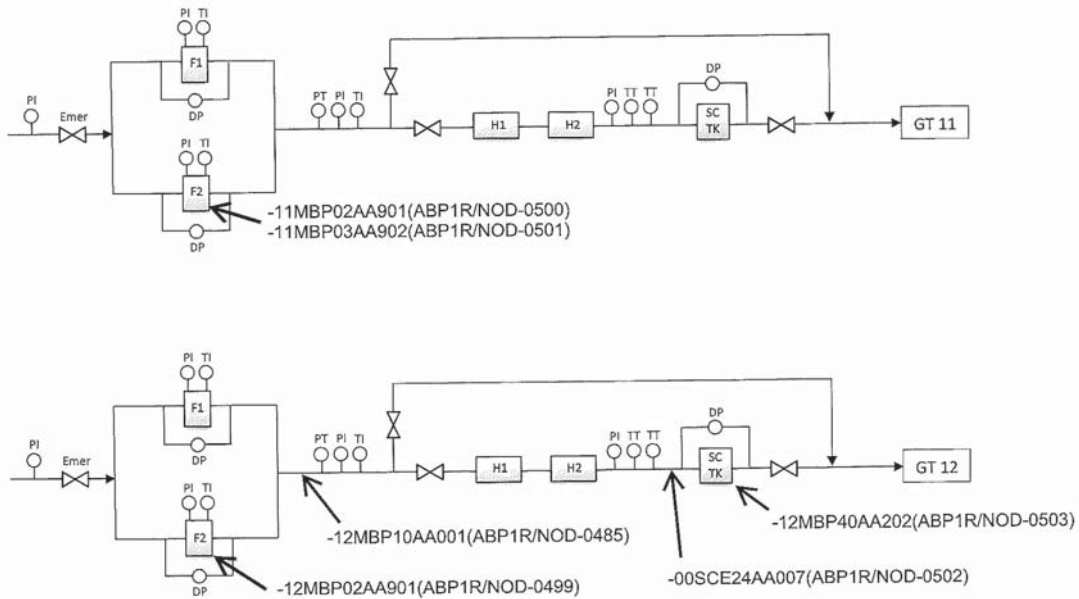 PI TI
F1
PI
Emer
DP
PI TI
F2
DP
PT PI TI
H1
H2
PI TT TT
DP
SC
TK
GT 11
-11MBP02AA901(ABP1R/NOD-0500)
-11MBP03AA902(ABP1R/NOD-0501)
PI TI
F1
PI
Emer
DP
PI TI
F2
DP
PT PI TI
H1
H2
PI TT TT
DP
SC
TK
GT 12
-12MBP10AA001(ABP1R/NOD-0485)
-12MBP40AA202(ABP1R/NOD-0503)
-12MBP02AA901(ABP1R/NOD-0499)
-00SCE24AA007(ABP1R/NOD-0502)